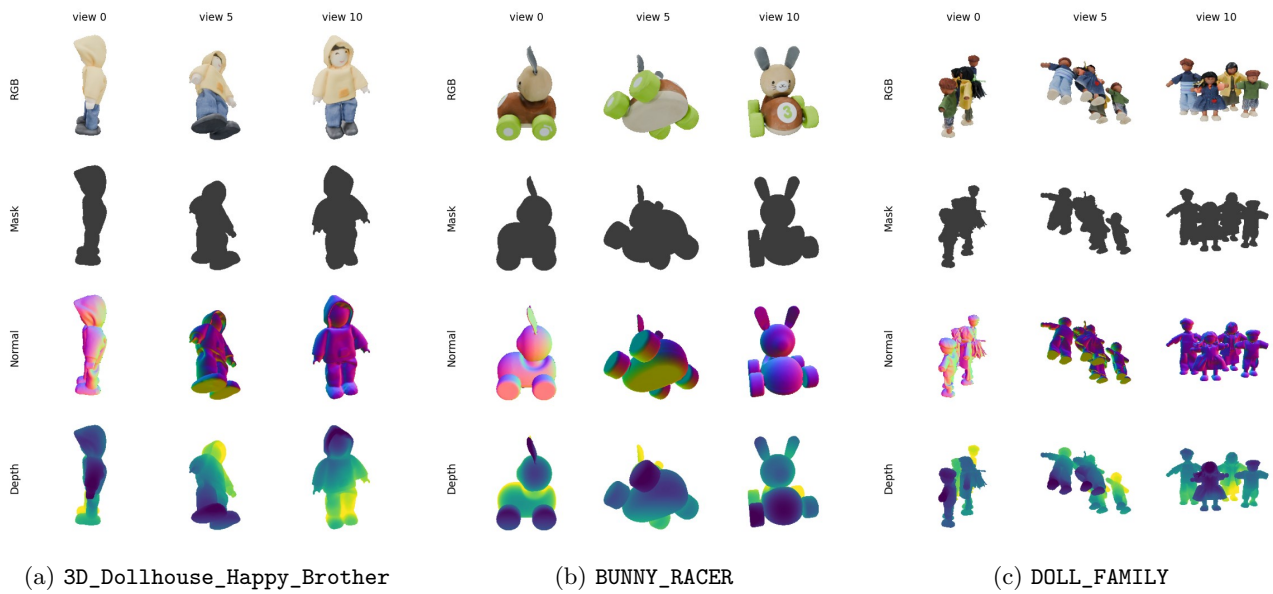 view 0 view 5 view 10 view 0 view 5 view 10 view 0 view 5 view 10
RGB RGB RGB
3
Mask Mask Mask
Normal Normal Normal
Depth Depth Depth
(a) 3D_Dollhouse_Happy_Brother (b) BUNNY_RACER (c) DOLL_FAMILY